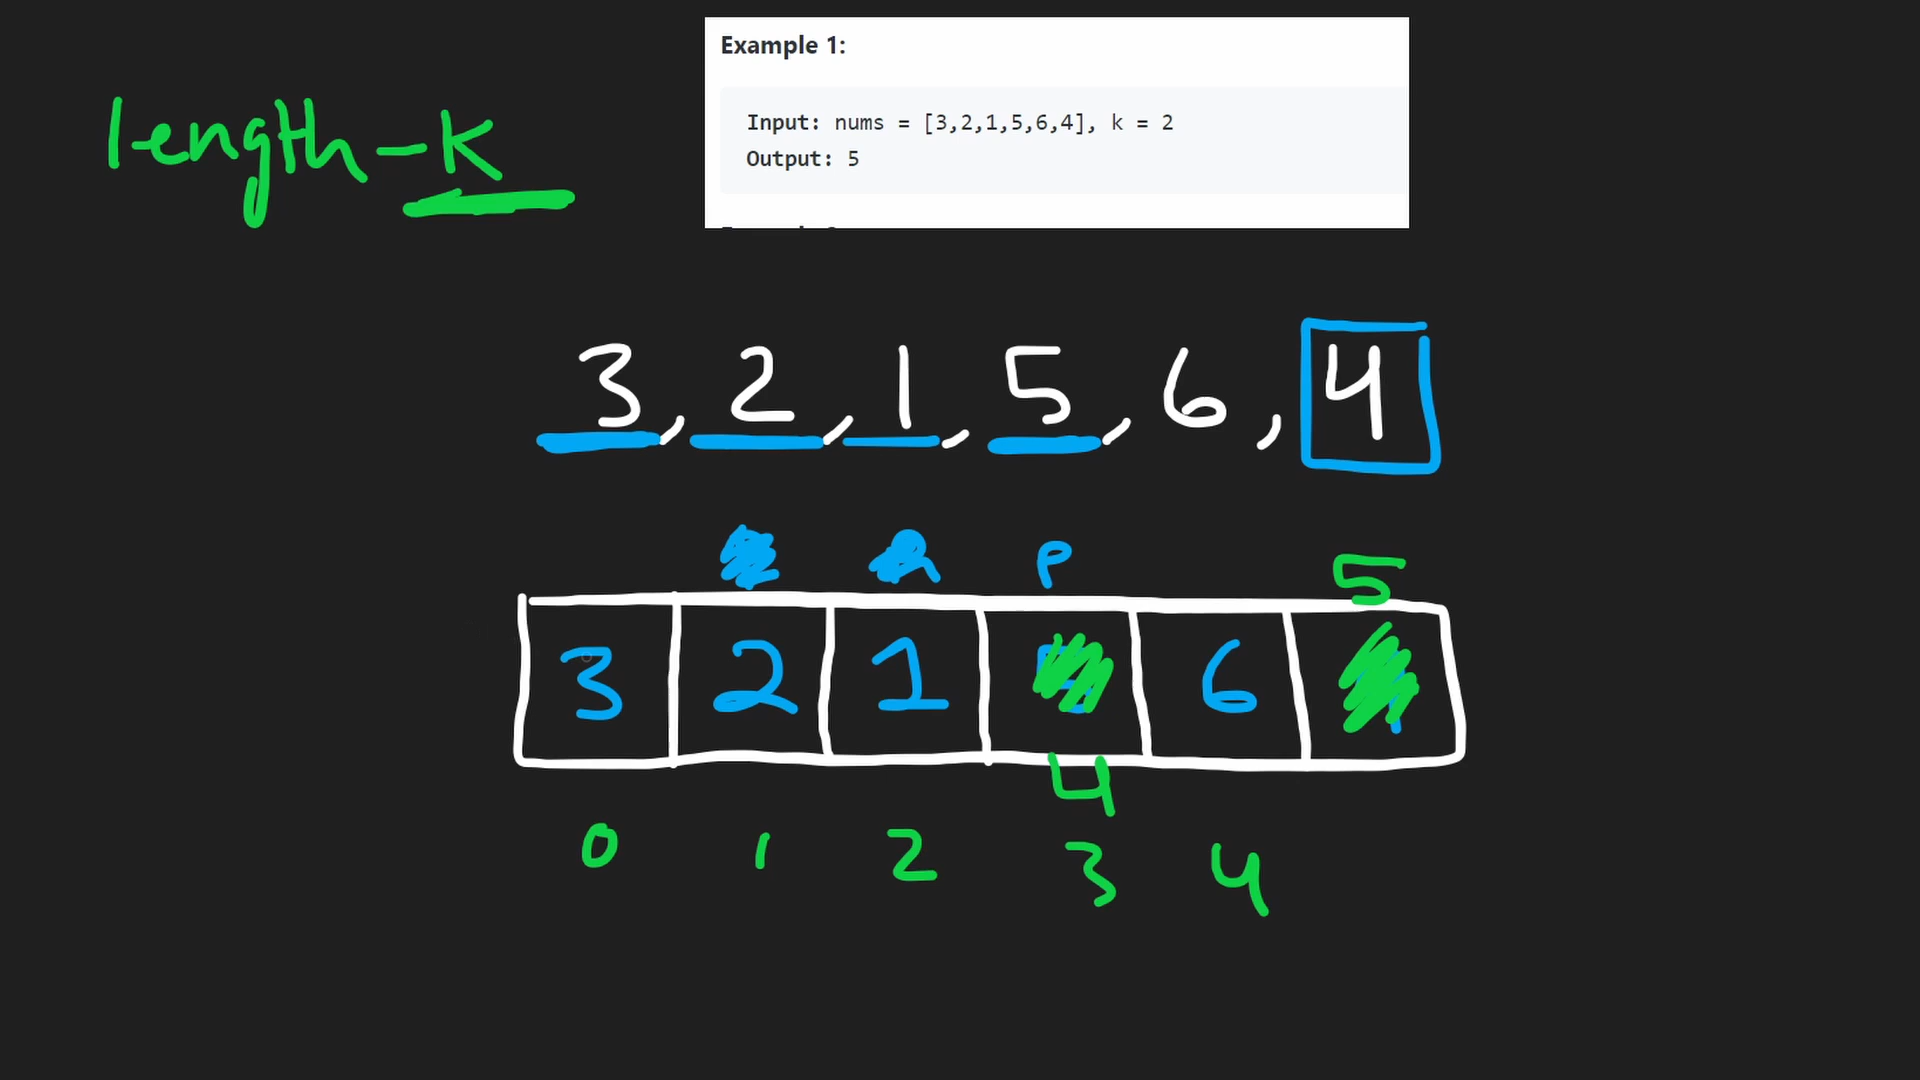 Example 1:
length-k
Input: nums = [3,2,1,5,6,4], k = 2
Output: 5
3, 2, 1, 5, 6, 4
P 5
3 2 1 6
4
0 1 2 3 4